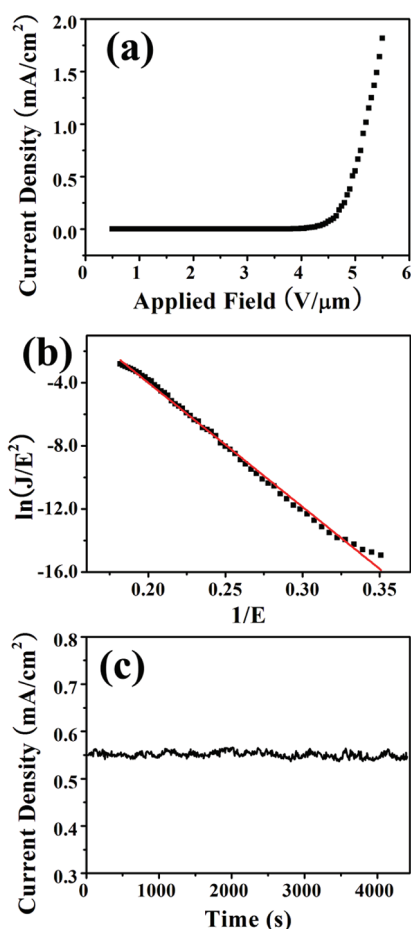 (a)
Current Density (mA/cm²)
2.0
1.5
1.0
0.5
0.0
0 1 2 3 4 5 6
Applied Field (V/μm)
(b)
ln(J/E²)
-4.0
-8.0
-12.0
-16.0
0.20 0.25 0.30 0.35
1/E
(c)
Current Density (mA/cm²)
0.8
0.7
0.6
0.5
0.4
0.3
0 1000 2000 3000 4000
Time (s)